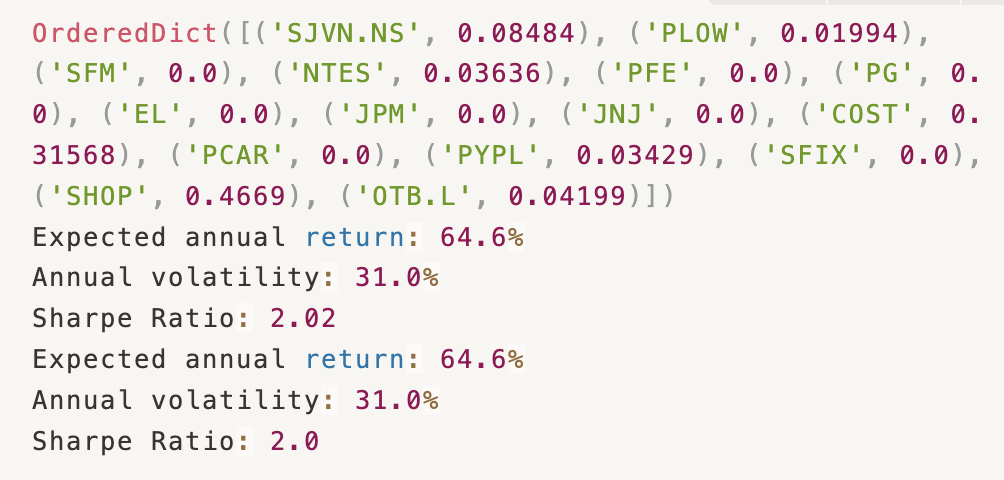 OrderedDict([('SJVN.NS', 0.08484), ('PLOW', 0.01994),
('SFM', 0.0), ('NTES', 0.03636), ('PFE', 0.0), ('PG', 0.
0), ('EL', 0.0), ('JPM', 0.0), ('JNJ', 0.0), ('COST', 0.
31568), ('PCAR', 0.0), ('PYPL', 0.03429), ('SFIX', 0.0),
('SHOP', 0.4669), ('OTB.L', 0.04199)])
Expected annual return: 64.6%
Annual volatility: 31.0%
Sharpe Ratio: 2.02
Expected annual return: 64.6%
Annual volatility: 31.0%
Sharpe Ratio: 2.0